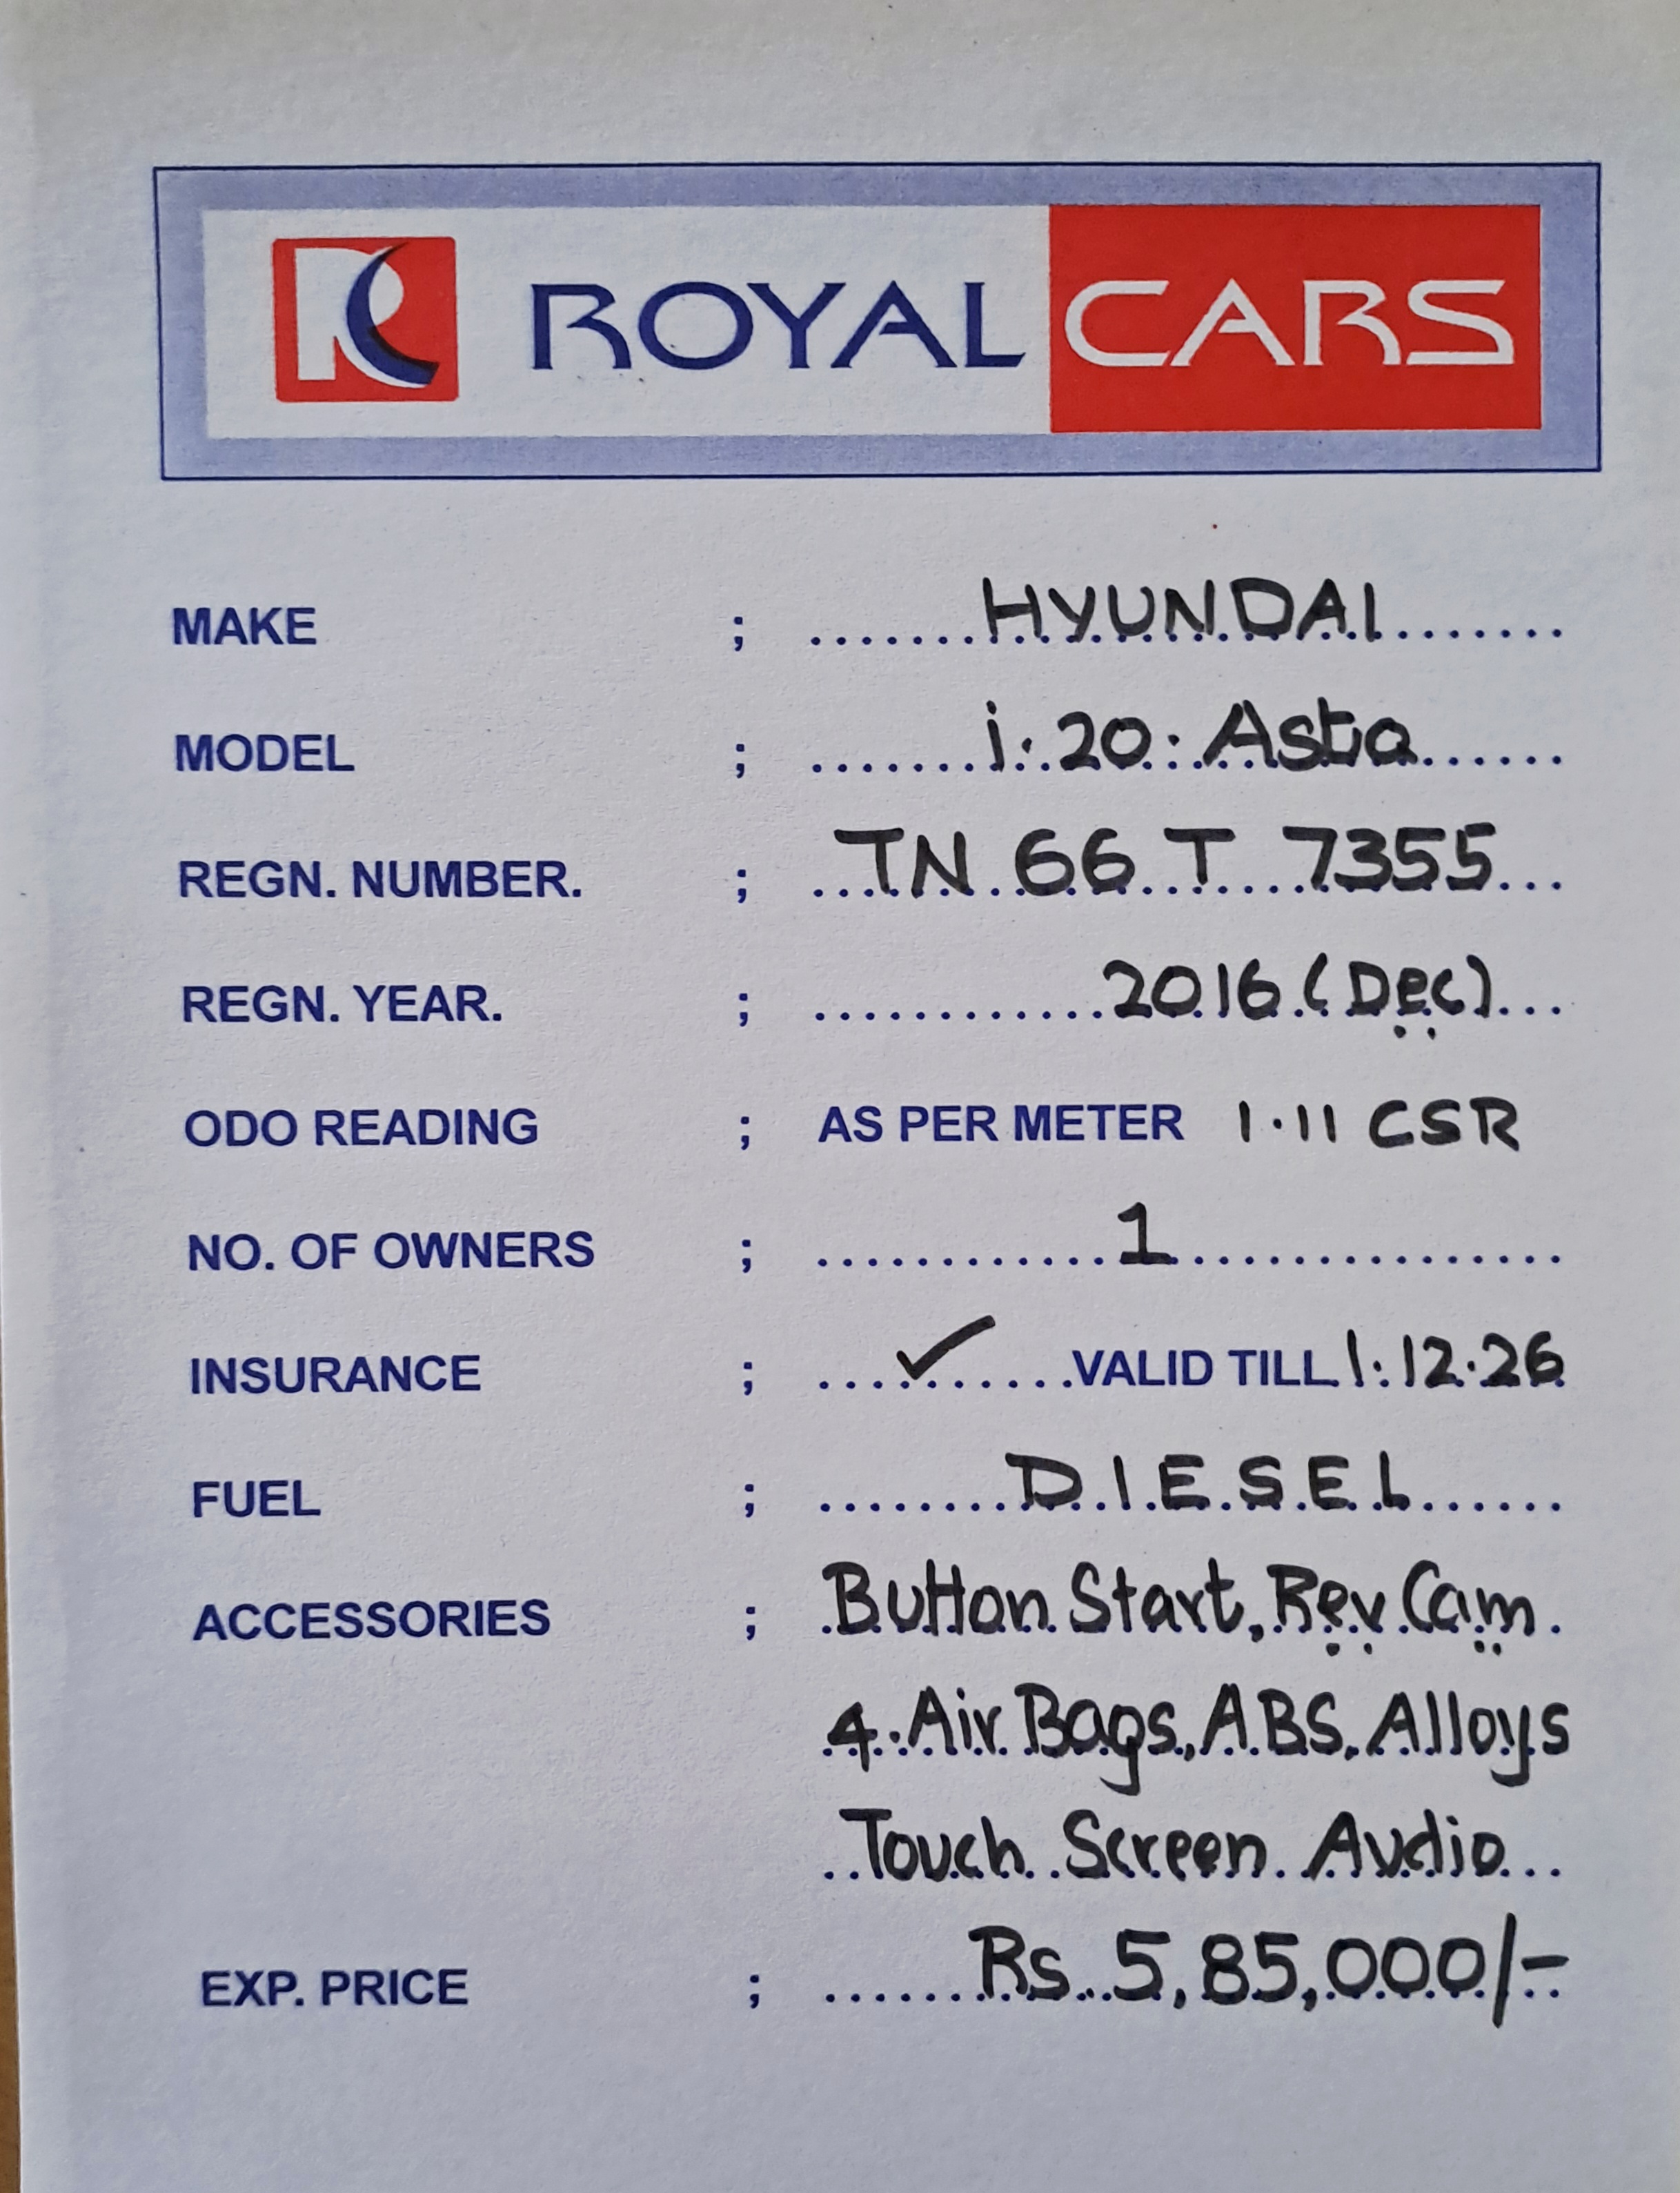 R ROYAL CARS
MAKE ; HYUNDAI
MODEL ; i.20. Asta
REGN. NUMBER. ; TN 66 T 7355
REGN. YEAR. ; 2016 (Dec)
ODO READING ; AS PER METER 1.11 CSR
NO. OF OWNERS ; 1
INSURANCE ; ✓ VALID TILL 1.12.26
FUEL ; DIESEL
ACCESSORIES ; Button Start, Rev Cam
4 Air Bags, ABS, Alloys
Touch Screen Audio
EXP. PRICE ; Rs. 5,85,000/-